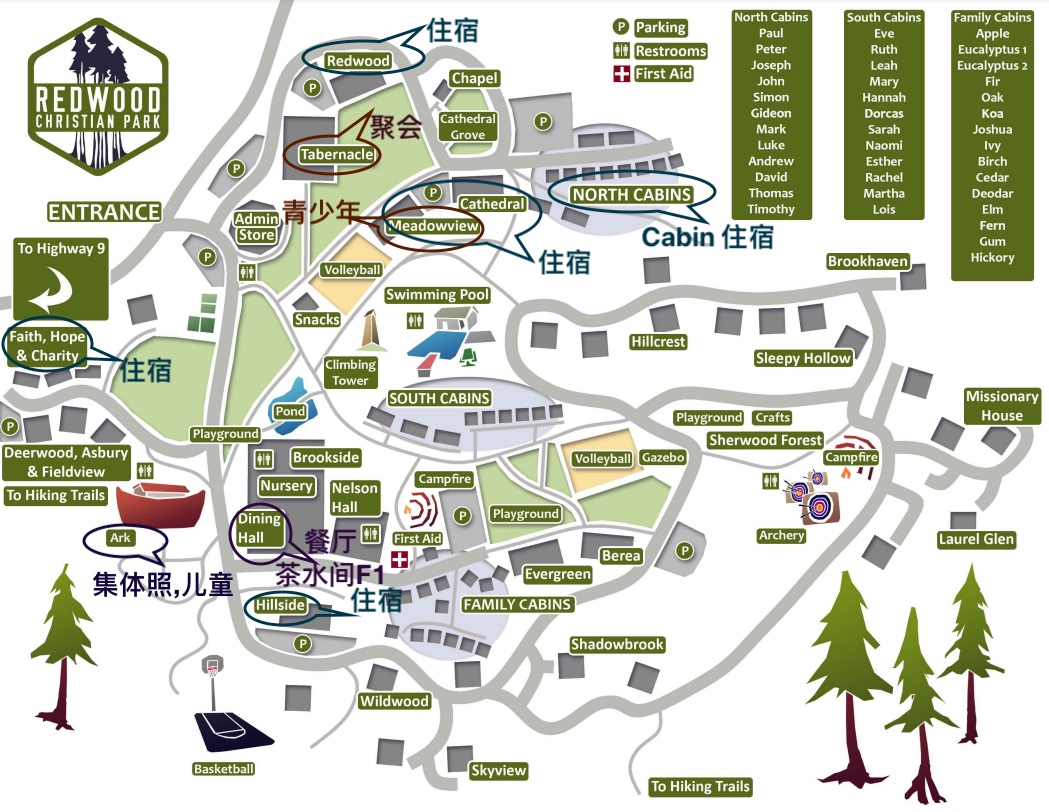 REDWOOD
CHRISTIAN PARK
P Parking
Restrooms
First Aid
North Cabins
Paul
Peter
Joseph
John
Simon
Gideon
Mark
Luke
Andrew
David
Thomas
Timothy
South Cabins
Eve
Ruth
Leah
Mary
Hannah
Dorcas
Sarah
Naomi
Esther
Rachel
Martha
Lois
Family Cabins
Apple
Eucalyptus 1
Eucalyptus 2
Fir
Oak
Koa
Joshua
Ivy
Birch
Cedar
Deodar
Elm
Fern
Gum
Hickory
住宿
Redwood
P
Chapel
聚会
Cathedral
Grove
P
Tabernacle
P
P
NORTH CABINS
Cathedral
ENTRANCE
青少年
Admin
Store
Meadowview
Cabin 住宿
To Highway 9
P
住宿
Volleyball
Brookhaven
Swimming Pool
Snacks
Faith, Hope
& Charity
Hillcrest
Sleepy Hollow
住宿
Climbing
Tower
SOUTH CABINS
Pond
Missionary
House
Playground
Crafts
P
Playground
Sherwood Forest
Deerwood, Asbury
& Fieldview
Brookside
Volleyball
Gazebo
Campfire
To Hiking Trails
Nursery
Nelson
Hall
Campfire
P
Playground
Dining
Hall
Ark
餐厅
First Aid
Archery
Laurel Glen
P
Berea
集体照,儿童
茶水间F1
Evergreen
Hillside
住宿
FAMILY CABINS
P
Shadowbrook
Wildwood
Basketball
Skyview
To Hiking Trails